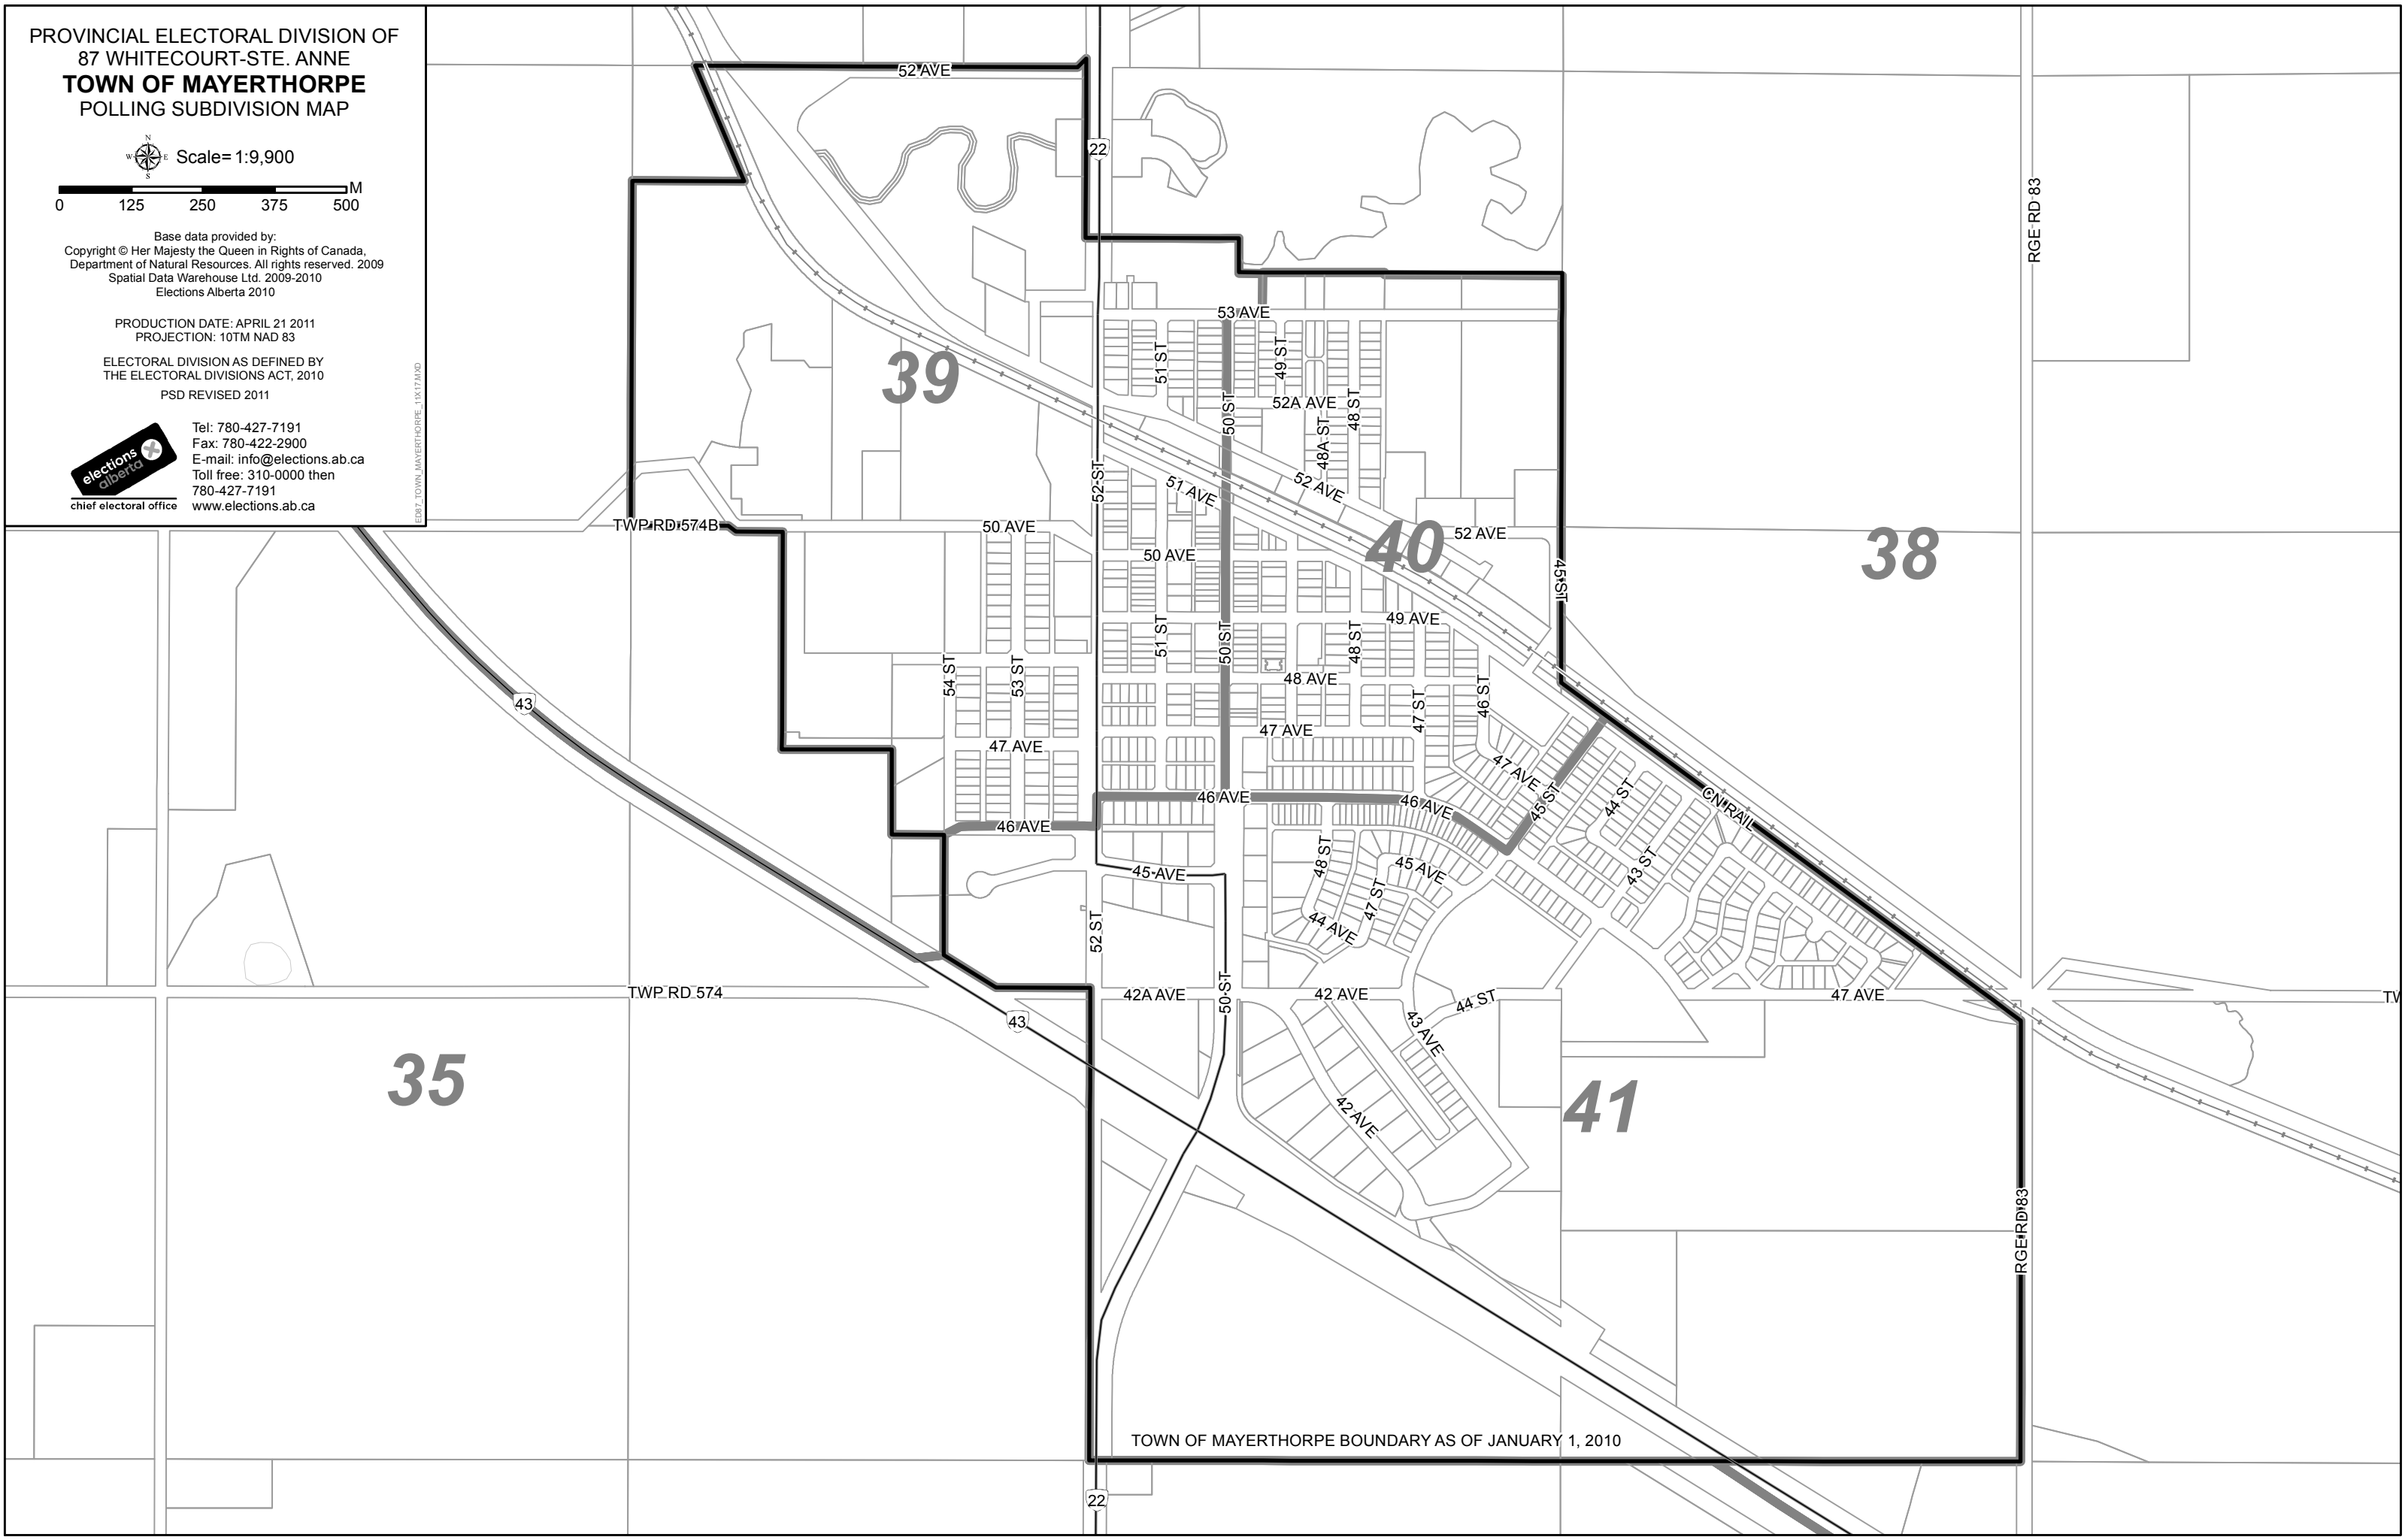 PROVINCIAL ELECTORAL DIVISION OF
87 WHITECOURT-STE. ANNE
TOWN OF MAYERTHORPE
POLLING SUBDIVISION MAP
N
W E
S
Scale= 1:9,900
M
0 125 250 375 500
Base data provided by:
Copyright © Her Majesty the Queen in Rights of Canada,
Department of Natural Resources. All rights reserved. 2009
Spatial Data Warehouse Ltd. 2009-2010
Elections Alberta 2010
PRODUCTION DATE: APRIL 21 2011
PROJECTION: 10TM NAD 83
ELECTORAL DIVISION AS DEFINED BY
THE ELECTORAL DIVISIONS ACT, 2010
PSD REVISED 2011
elections
alberta
chief electoral office
Tel: 780-427-7191
Fax: 780-422-2900
E-mail: info@elections.ab.ca
Toll free: 310-0000 then
780-427-7191
www.elections.ab.ca
ED87_TOWN_MAYERTHORPE_11X17.MXD
52 AVE
22
RGE RD 83
53 AVE
51 ST
49 ST
39
52A AVE
48 ST
50 ST
48A ST
52 ST
51 AVE
52 AVE
TWP RD 574B
50 AVE
50 AVE
40
52 AVE
38
45 ST
49 AVE
51 ST
50 ST
48 ST
54 ST
53 ST
48 AVE
47 ST
46 ST
43
47 AVE
47 AVE
47 AVE
46 AVE
46 AVE
46 AVE
45 ST
44 ST
CN RAIL
48 ST
45 AVE
45 AVE
43 ST
47 ST
44 AVE
52 ST
TWP RD 574
42A AVE
50 ST
42 AVE
44 ST
47 AVE
TW
43
43 AVE
35
41
42 AVE
RGE RD 83
TOWN OF MAYERTHORPE BOUNDARY AS OF JANUARY 1, 2010
22